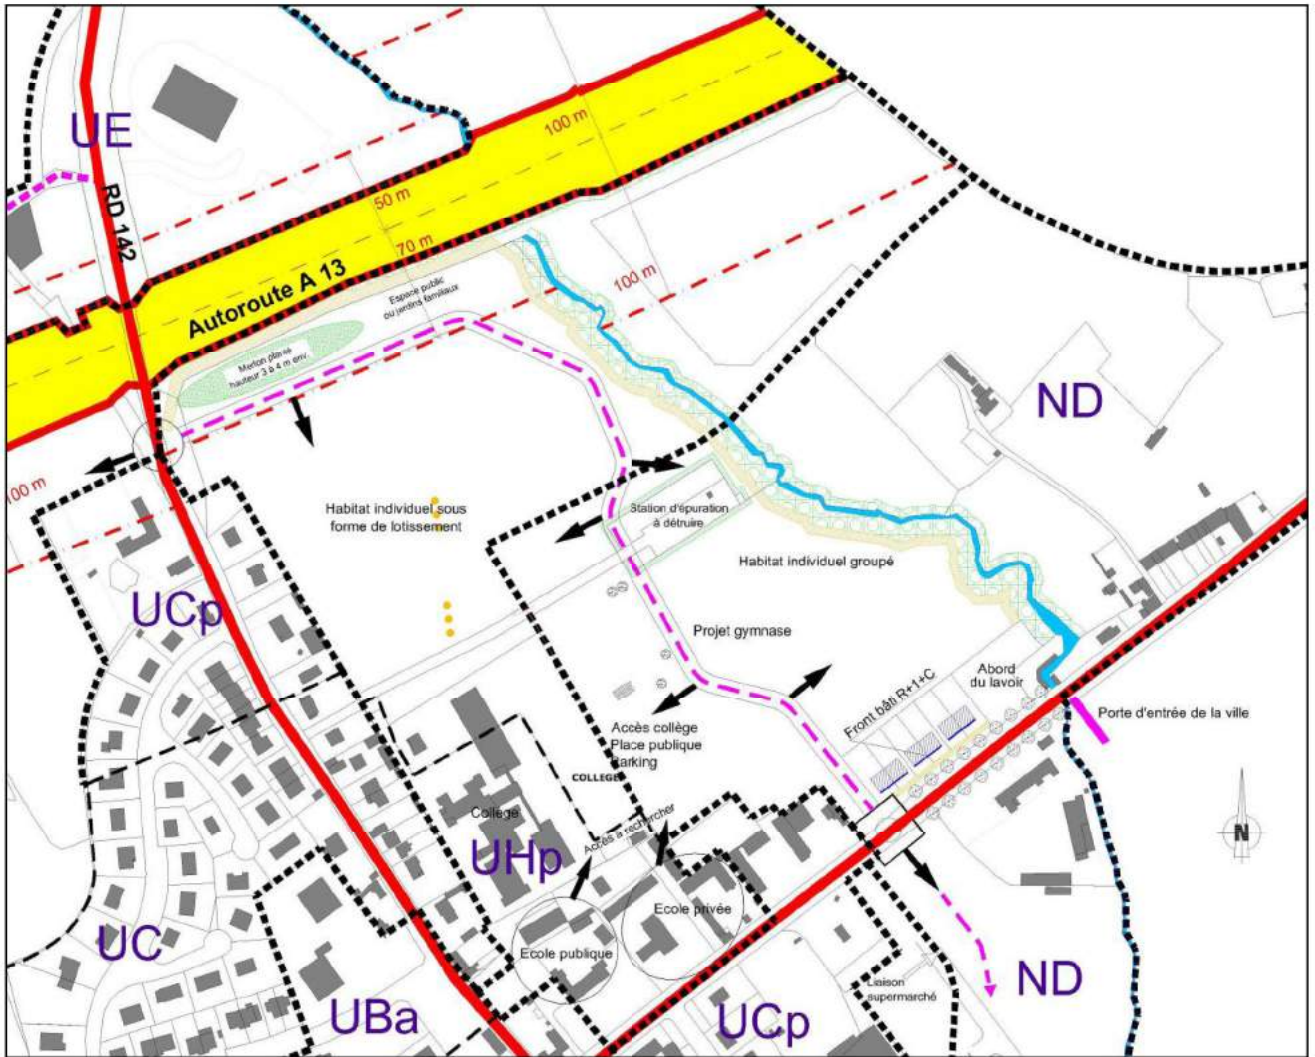 UE
RD 142
100 m
50 m
70 m
Autoroute A 13
100 m
Espace public
ou jardins familiaux
Merlon planté
hauteur 3 à 4 m env.
ND
100 m
Habitat individuel sous
forme de lotissement
Station d'épuration
à détruire
Habitat individuel groupé
UCp
Projet gymnase
Abord
du lavoir
Front bâti R+1+C
Porte d'entrée de la ville
Accès collège
Place publique
Parking
COLLEGE
Collège
Accès à rechercher
UHp
N
Ecole privée
Ecole publique
UC
UBa
UCp
Liaison
supermarché
ND